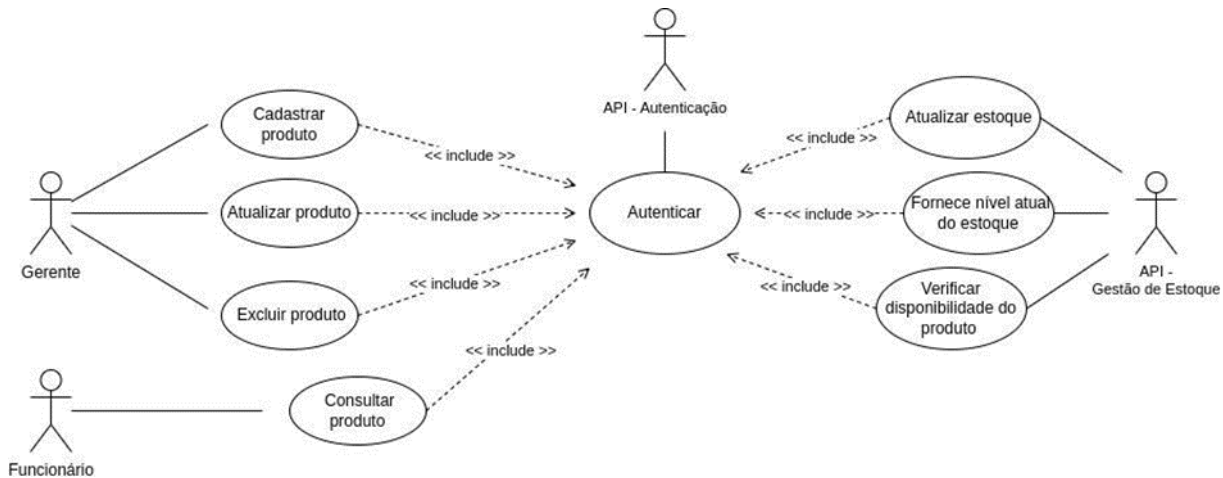 API - Autenticação
Cadastrar
produto
<< include >>
Atualizar produto
<< include >>
Gerente
Excluir produto
<< include >>
<< include >>
Consultar
produto
Funcionário
Autenticar
<< include >>
Atualizar estoque
<< include >>
Fornece nível atual
do estoque
<< include >>
Verificar
disponibilidade do
produto
API -
Gestão de Estoque